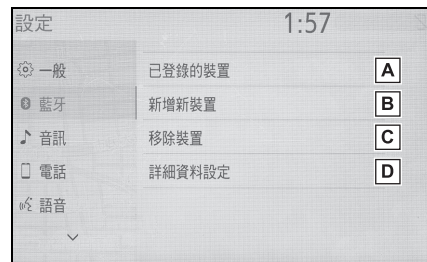 設定
1:57
一般
已登錄的裝置
A
藍牙
新增新裝置
B
音訊
移除裝置
C
電話
詳細資料設定
D
語音